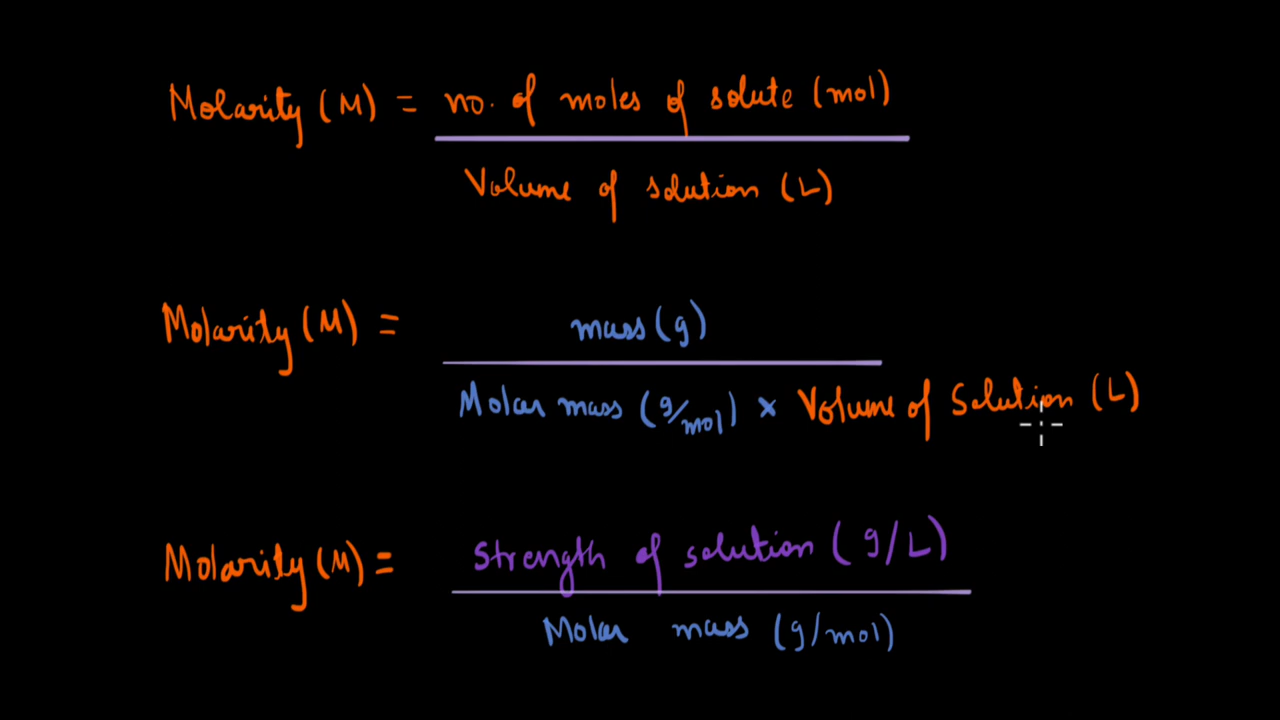 Molarity (M) = no. of moles of solute (mol)
Volume of solution (L)
Molarity (M) = mass (g)
Molar mass (g/mol) × Volume of Solution (L)
Molarity (M) = Strength of solution (g/L)
Molar mass (g/mol)